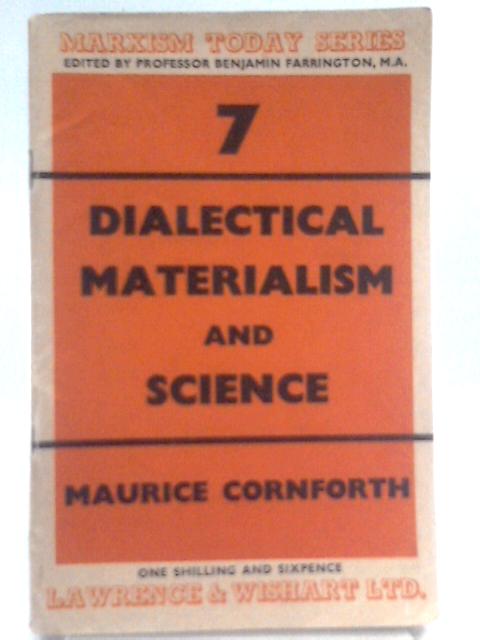 MARXISM TODAY SERIES
EDITED BY PROFESSOR BENJAMIN FARRINGTON, M.A.
7
DIALECTICAL
MATERIALISM
AND
SCIENCE
MAURICE CORNFORTH
ONE SHILLING AND SIXPENCE
LAWRENCE & WISHART LTD.